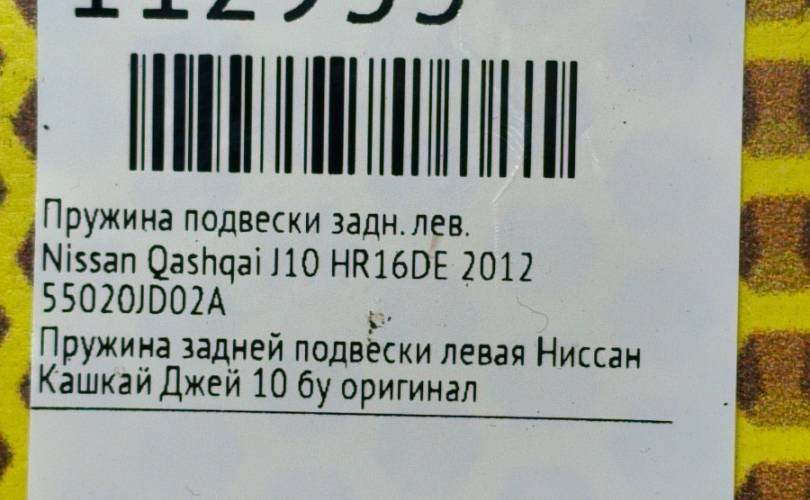 Пружина подвески задн. лев.
Nissan Qashqai J10 HR16DE 2012
55020JD02A
Пружина задней подвески левая Ниссан
Кашкай Джей 10 бу оригинал